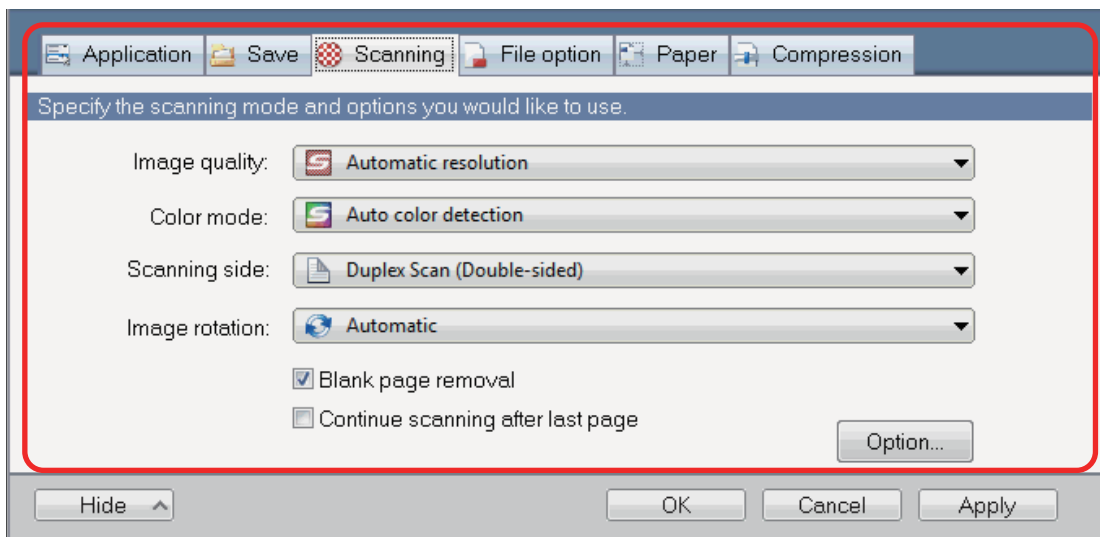 Application Save Scanning File option Paper Compression
Specify the scanning mode and options you would like to use.
Image quality: Automatic resolution
Color mode: Auto color detection
Scanning side: Duplex Scan (Double-sided)
Image rotation: Automatic
Blank page removal
Continue scanning after last page
Option...
Hide OK Cancel Apply